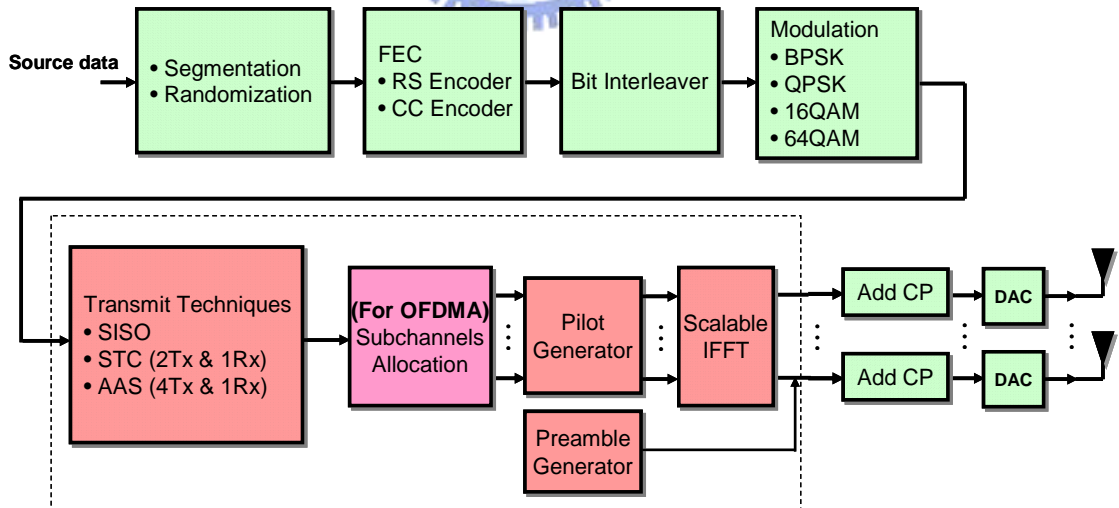 Source data
• Segmentation
• Randomization
FEC
• RS Encoder
• CC Encoder
Bit Interleaver
Modulation
• BPSK
• QPSK
• 16QAM
• 64QAM
Transmit Techniques
• SISO
• STC (2Tx & 1Rx)
• AAS (4Tx & 1Rx)
(For OFDMA)
Subchannels
Allocation
Pilot
Generator
Scalable
IFFT
Preamble
Generator
Add CP
DAC
Add CP
DAC